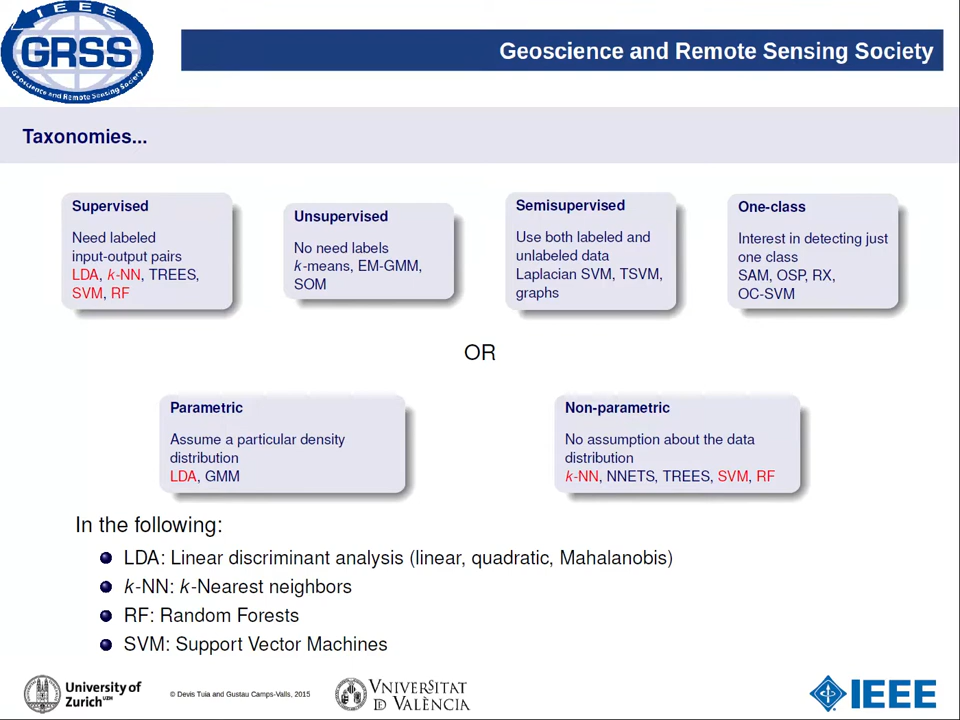 IEEE
GRSS
Geoscience and Remote Sensing Society
Geoscience and Remote Sensing Society
Taxonomies...
Supervised
Need labeled
input-output pairs
LDA, k-NN, TREES,
SVM, RF
Unsupervised
No need labels
k-means, EM-GMM,
SOM
Semisupervised
Use both labeled and
unlabeled data
Laplacian SVM, TSVM,
graphs
One-class
Interest in detecting just
one class
SAM, OSP, RX,
OC-SVM
OR
Parametric
Assume a particular density
distribution
LDA, GMM
Non-parametric
No assumption about the data
distribution
k-NN, NNETS, TREES, SVM, RF
In the following:
LDA: Linear discriminant analysis (linear, quadratic, Mahalanobis)
k-NN: k-Nearest neighbors
RF: Random Forests
SVM: Support Vector Machines
University of
Zurich UZH
© Devis Tuia and Gustau Camps-Valls, 2015
VNIVERSITAT
DE VALÈNCIA
IEEE